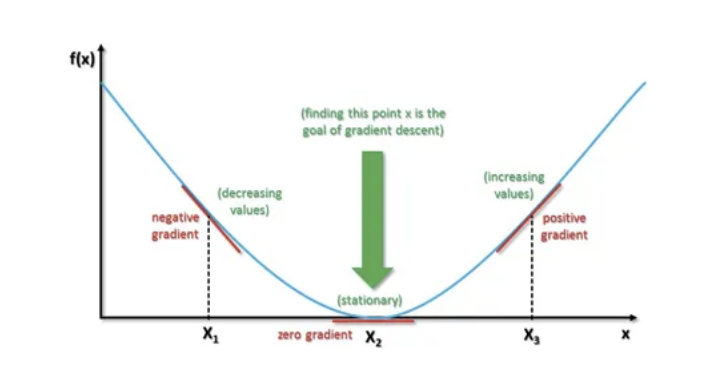 f(x)
(finding this point x is the
goal of gradient descent)
(decreasing
values)
(increasing
values)
negative
gradient
positive
gradient
(stationary)
X₁
zero gradient
X₂
X₃
x